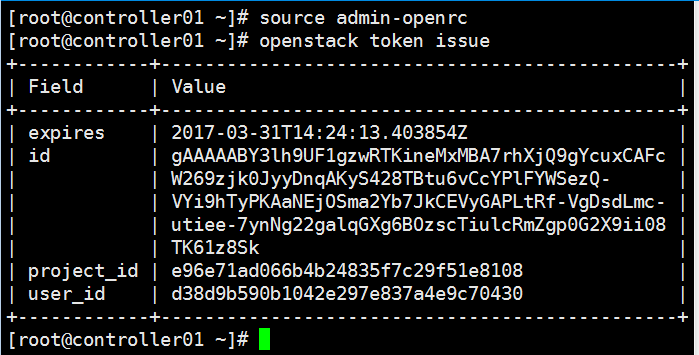 [root@controller01 ~]# source admin-openrc
[root@controller01 ~]# openstack token issue
+------------+-----------------------------------------------+
| Field      | Value                                         |
+------------+-----------------------------------------------+
| expires    | 2017-03-31T14:24:13.403854Z                   |
| id         | gAAAAABY3lh9UF1gzwRTKineMxMBA7rhXjQ9gYcuxCAFc |
|            | W269zjk0JyyDnqAKyS428TBtu6vCcYPlFYWSezQ-      |
|            | VYi9hTyPKAaNEjOSma2Yb7JkCEVyGAPLtRf-VgDsdLmc- |
|            | utiee-7ynNg22galqGXg6BOzscTiulcRmZgp0G2X9ii08 |
|            | TK61z8Sk                                      |
| project_id | e96e71ad066b4b24835f7c29f51e8108              |
| user_id    | d38d9b590b1042e297e837a4e9c70430              |
+------------+-----------------------------------------------+
[root@controller01 ~]#